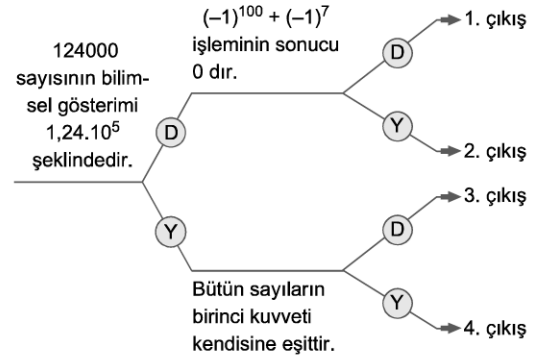 124000
sayısının bilim-
sel gösterimi
1,24.10⁵
şeklindedir.
D
Y
(–1)¹⁰⁰ + (–1)⁷
işleminin sonucu
0 dır.
D
1. çıkış
Y
2. çıkış
Bütün sayıların
birinci kuvveti
kendisine eşittir.
D
3. çıkış
Y
4. çıkış